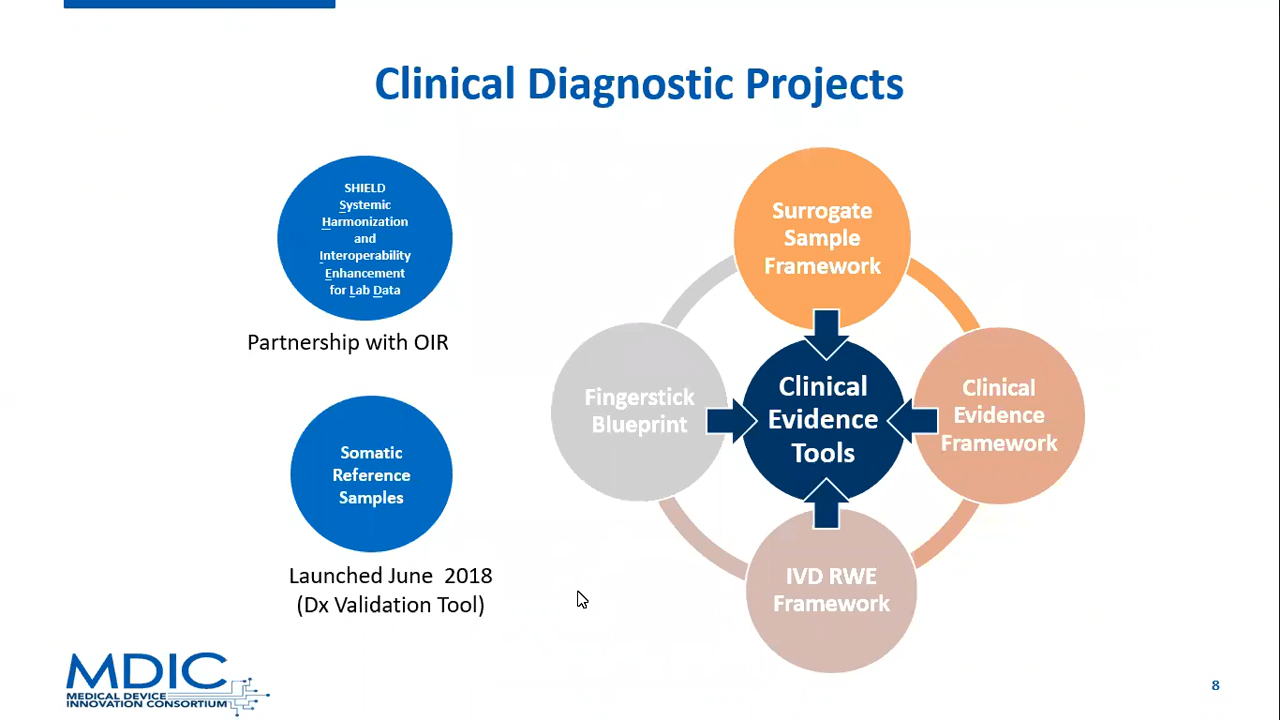 Clinical Diagnostic Projects
SHIELD
Systemic
Harmonization
and
Interoperability
Enhancement
for Lab Data
Partnership with OIR
Somatic
Reference
Samples
Launched June  2018
(Dx Validation Tool)
Surrogate
Sample
Framework
Fingerstick
Blueprint
Clinical
Evidence
Tools
Clinical
Evidence
Framework
IVD RWE
Framework
MDIC
MEDICAL DEVICE
INNOVATION CONSORTIUM
8